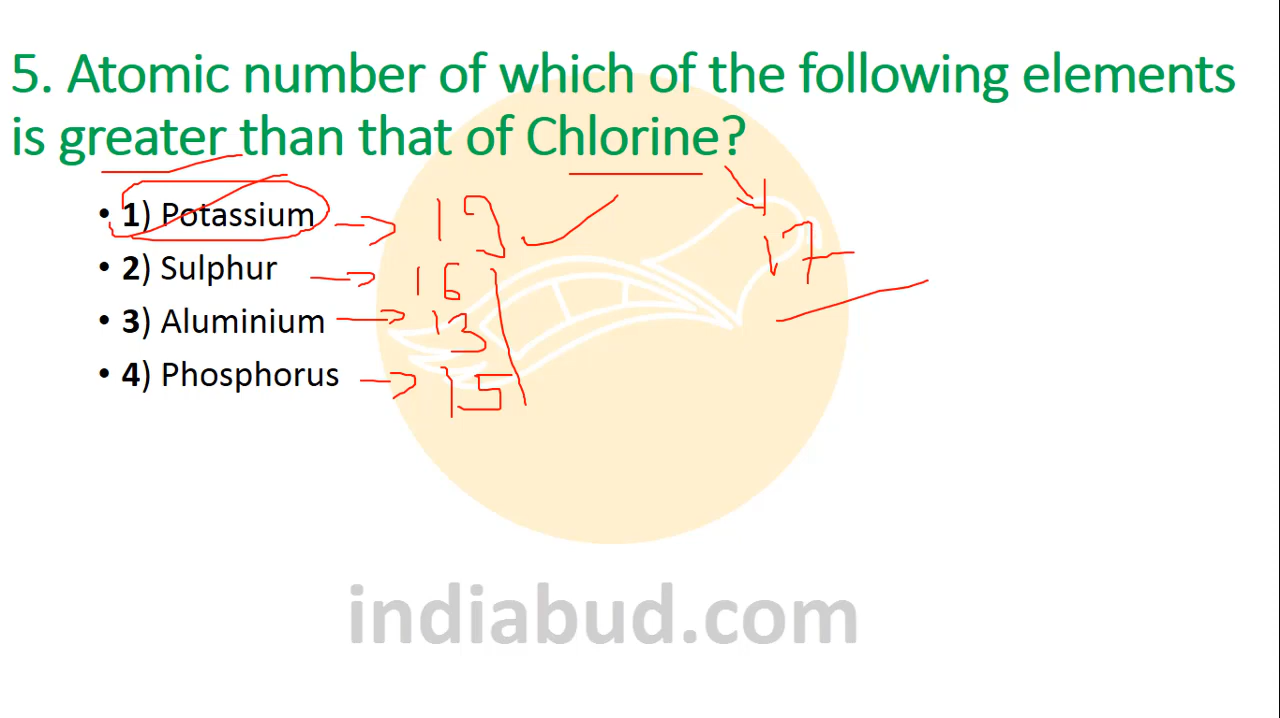 5. Atomic number of which of the following elements
is greater than that of Chlorine?
• 1) Potassium 19
17
• 2) Sulphur 16
• 3) Aluminium 13
• 4) Phosphorus 15
indiabud.com